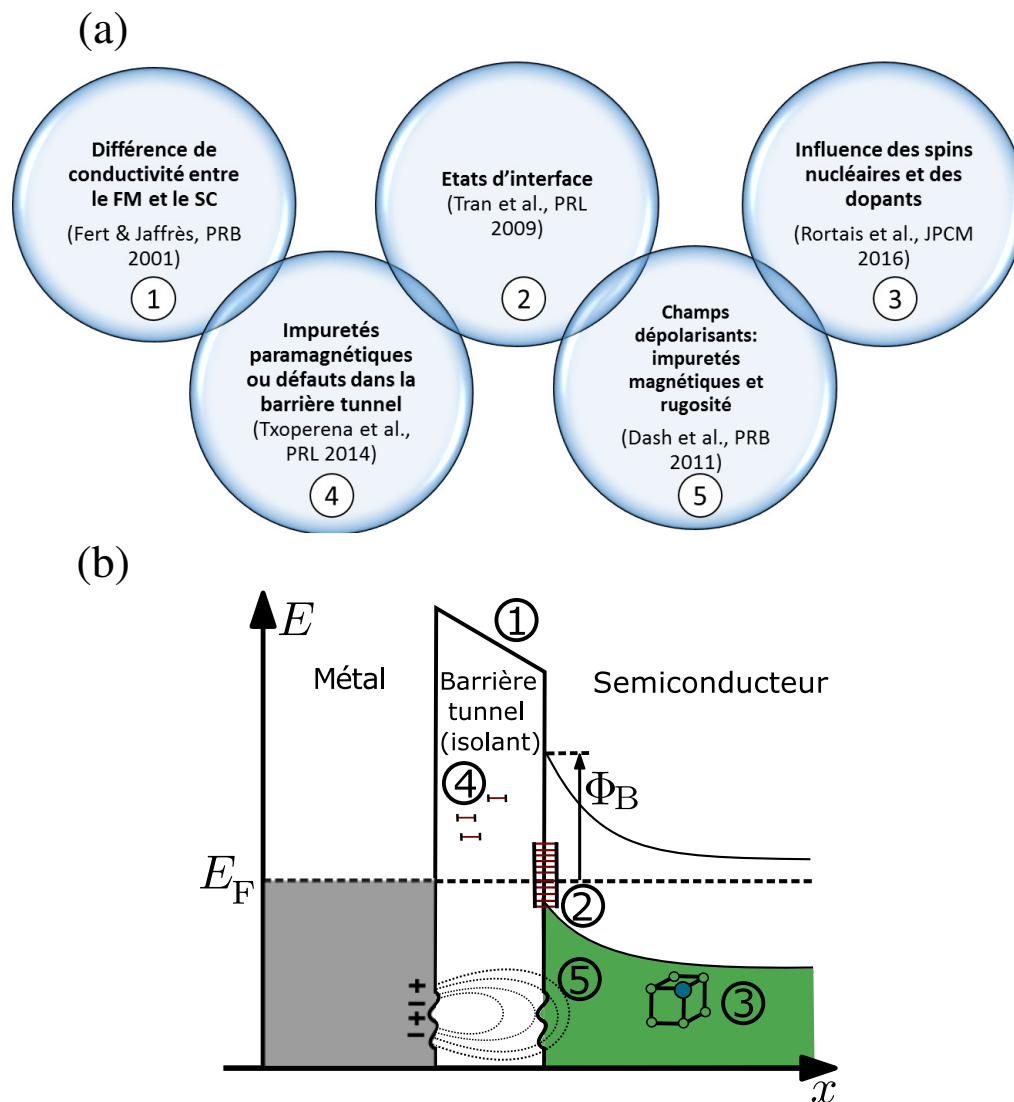 (a)
Différence de
conductivité entre
le FM et le SC
(Fert & Jaffrès, PRB
2001)
1
Etats d'interface
(Tran et al., PRL
2009)
2
Influence des spins
nucléaires et des
dopants
(Rortais et al., JPCM
2016)
3
Impuretés
paramagnétiques
ou défauts dans la
barrière tunnel
(Txoperena et al.,
PRL 2014)
4
Champs
dépolarisants:
impuretés
magnétiques et
rugosité
(Dash et al., PRB
2011)
5
(b)
E
1
Métal
Barrière
tunnel
(isolant)
Semiconducteur
4
Φ_B
E_F
2
5
3
+
-
+
-
x